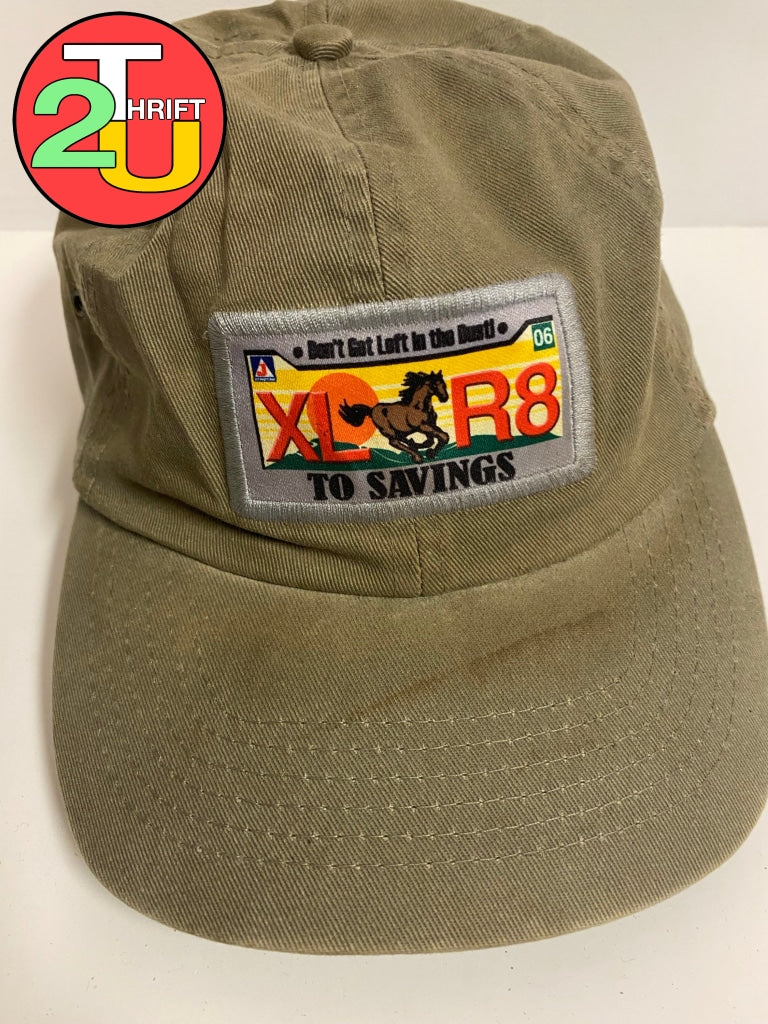 2 THRIFT U
• Don't Get Left In the Dust! •
06
XL R8
TO SAVINGS